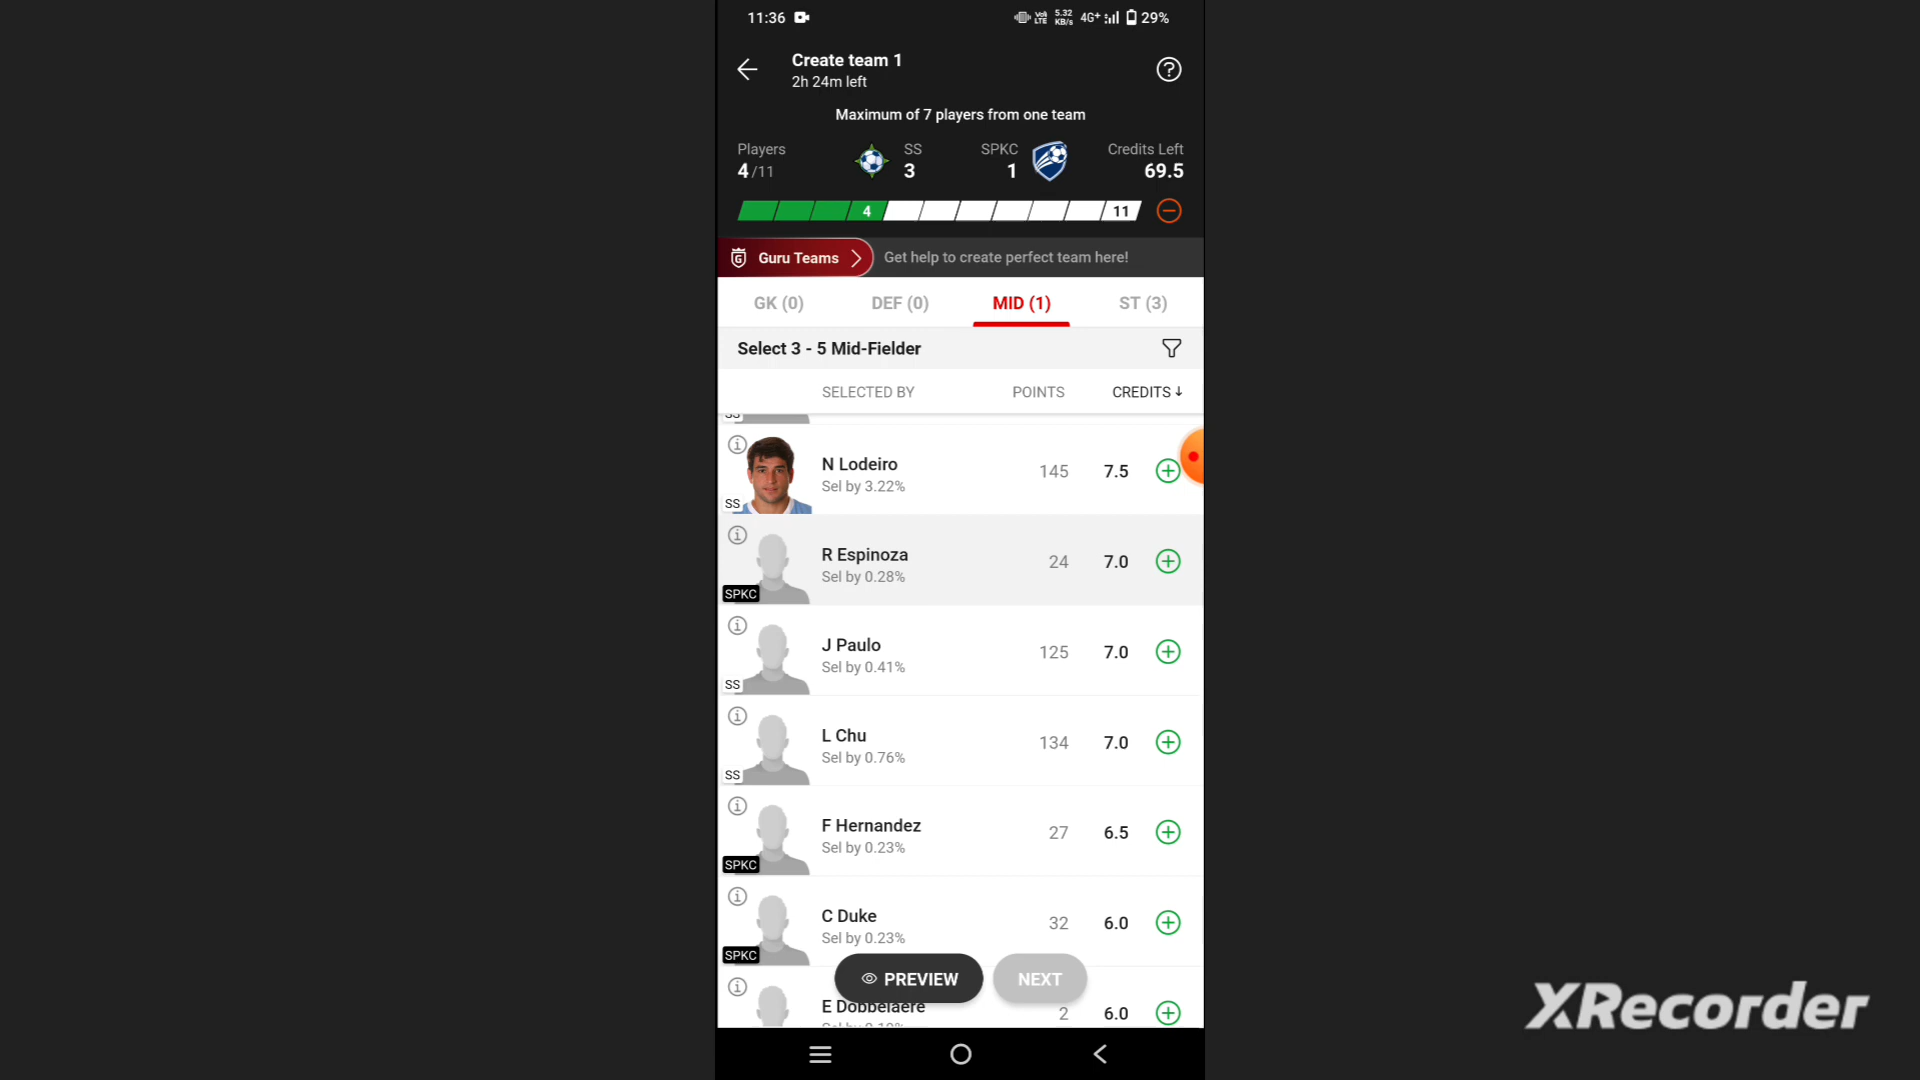 11:36
Vo) LTE 5.32 KB/s 4G+ 29%
Create team 1
2h 24m left
Maximum of 7 players from one team
Players SS SPKC Credits Left
4/11 3 1 69.5
4 11
Guru Teams Get help to create perfect team here!
GK (0) DEF (0) MID (1) ST (3)
Select 3 - 5 Mid-Fielder
SELECTED BY POINTS CREDITS↓
SS
N Lodeiro 145 7.5
Sel by 3.22%
SS
R Espinoza 24 7.0
Sel by 0.28%
SPKC
J Paulo 125 7.0
Sel by 0.41%
SS
L Chu 134 7.0
Sel by 0.76%
SS
F Hernandez 27 6.5
Sel by 0.23%
SPKC
C Duke 32 6.0
Sel by 0.23%
SPKC
PREVIEW NEXT
E Dobbelaere 2 6.0
XRecorder